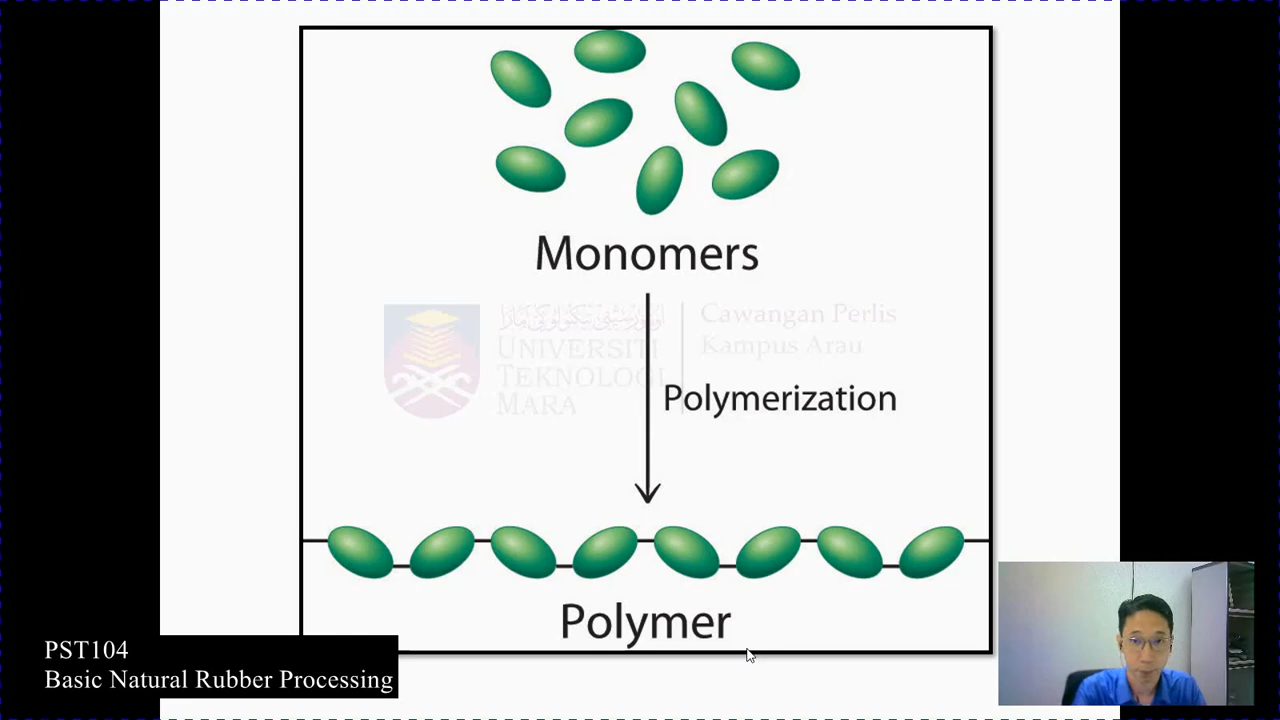 Monomers
UNIVERSITI
TEKNOLOGI
MARA
Cawangan Perlis
Kampus Arau
Polymerization
Polymer
PST104
Basic Natural Rubber Processing